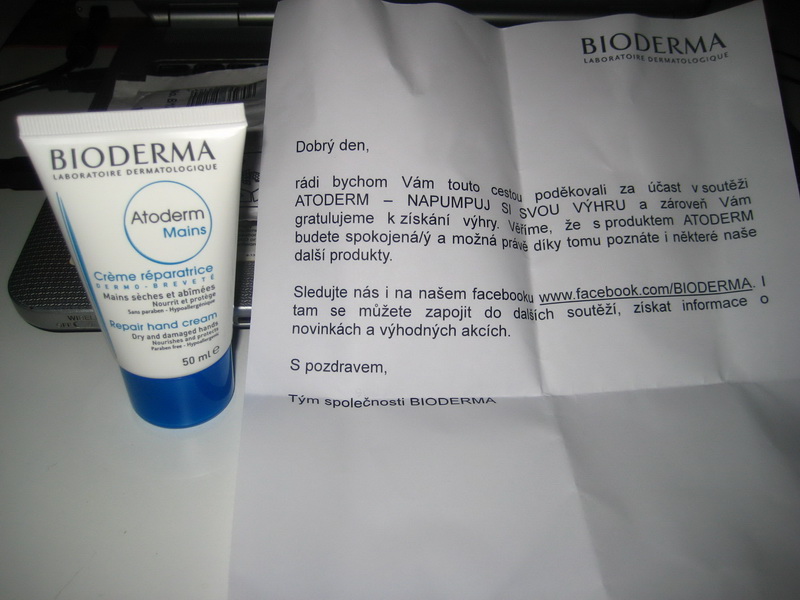 BIODERMA
LABORATOIRE DERMATOLOGIQUE
Atoderm
Mains
Crème réparatrice
DERMO-BREVETÉ
Mains sèches et abîmées
Nourrit et protège
Sans paraben - Hypoallergénique
Repair hand cream
Dry and damaged hands
Nourishes and protects
Paraben free - Hypoallergenic
50 ml e
BIODERMA
LABORATOIRE DERMATOLOGIQUE
Dobrý den,
rádi bychom Vám touto cestou poděkovali za účast v soutěži
ATODERM – NAPUMPUJ SI SVOU VÝHRU a zároveň Vám
gratulujeme k získání výhry. Věříme, že s produktem ATODERM
budete spokojená/ý a možná právě díky tomu poznáte i některé naše
další produkty.
Sledujte nás i na našem facebooku www.facebook.com/BIODERMA. I
tam se můžete zapojit do dalších soutěží, získat informace o
novinkách a výhodných akcích.
S pozdravem,
Tým společnosti BIODERMA